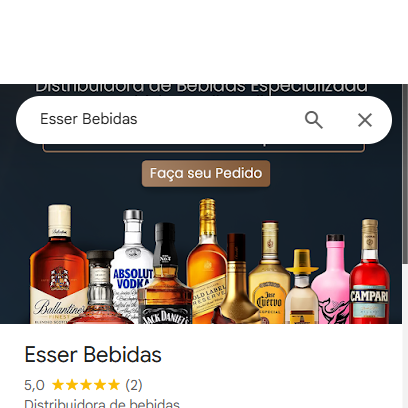 Distribuidora de Bebidas Especializada
Esser Bebidas
Faça seu Pedido
Ballantine's
ABSOLUT
VODKA
JACK DANIEL'S
GOLD LABEL
RESERVE
Jose
Cuervo
ESPECIAL
CAMPARI
Esser Bebidas
5,0 ★★★★★ (2)
Distribuidora de bebidas